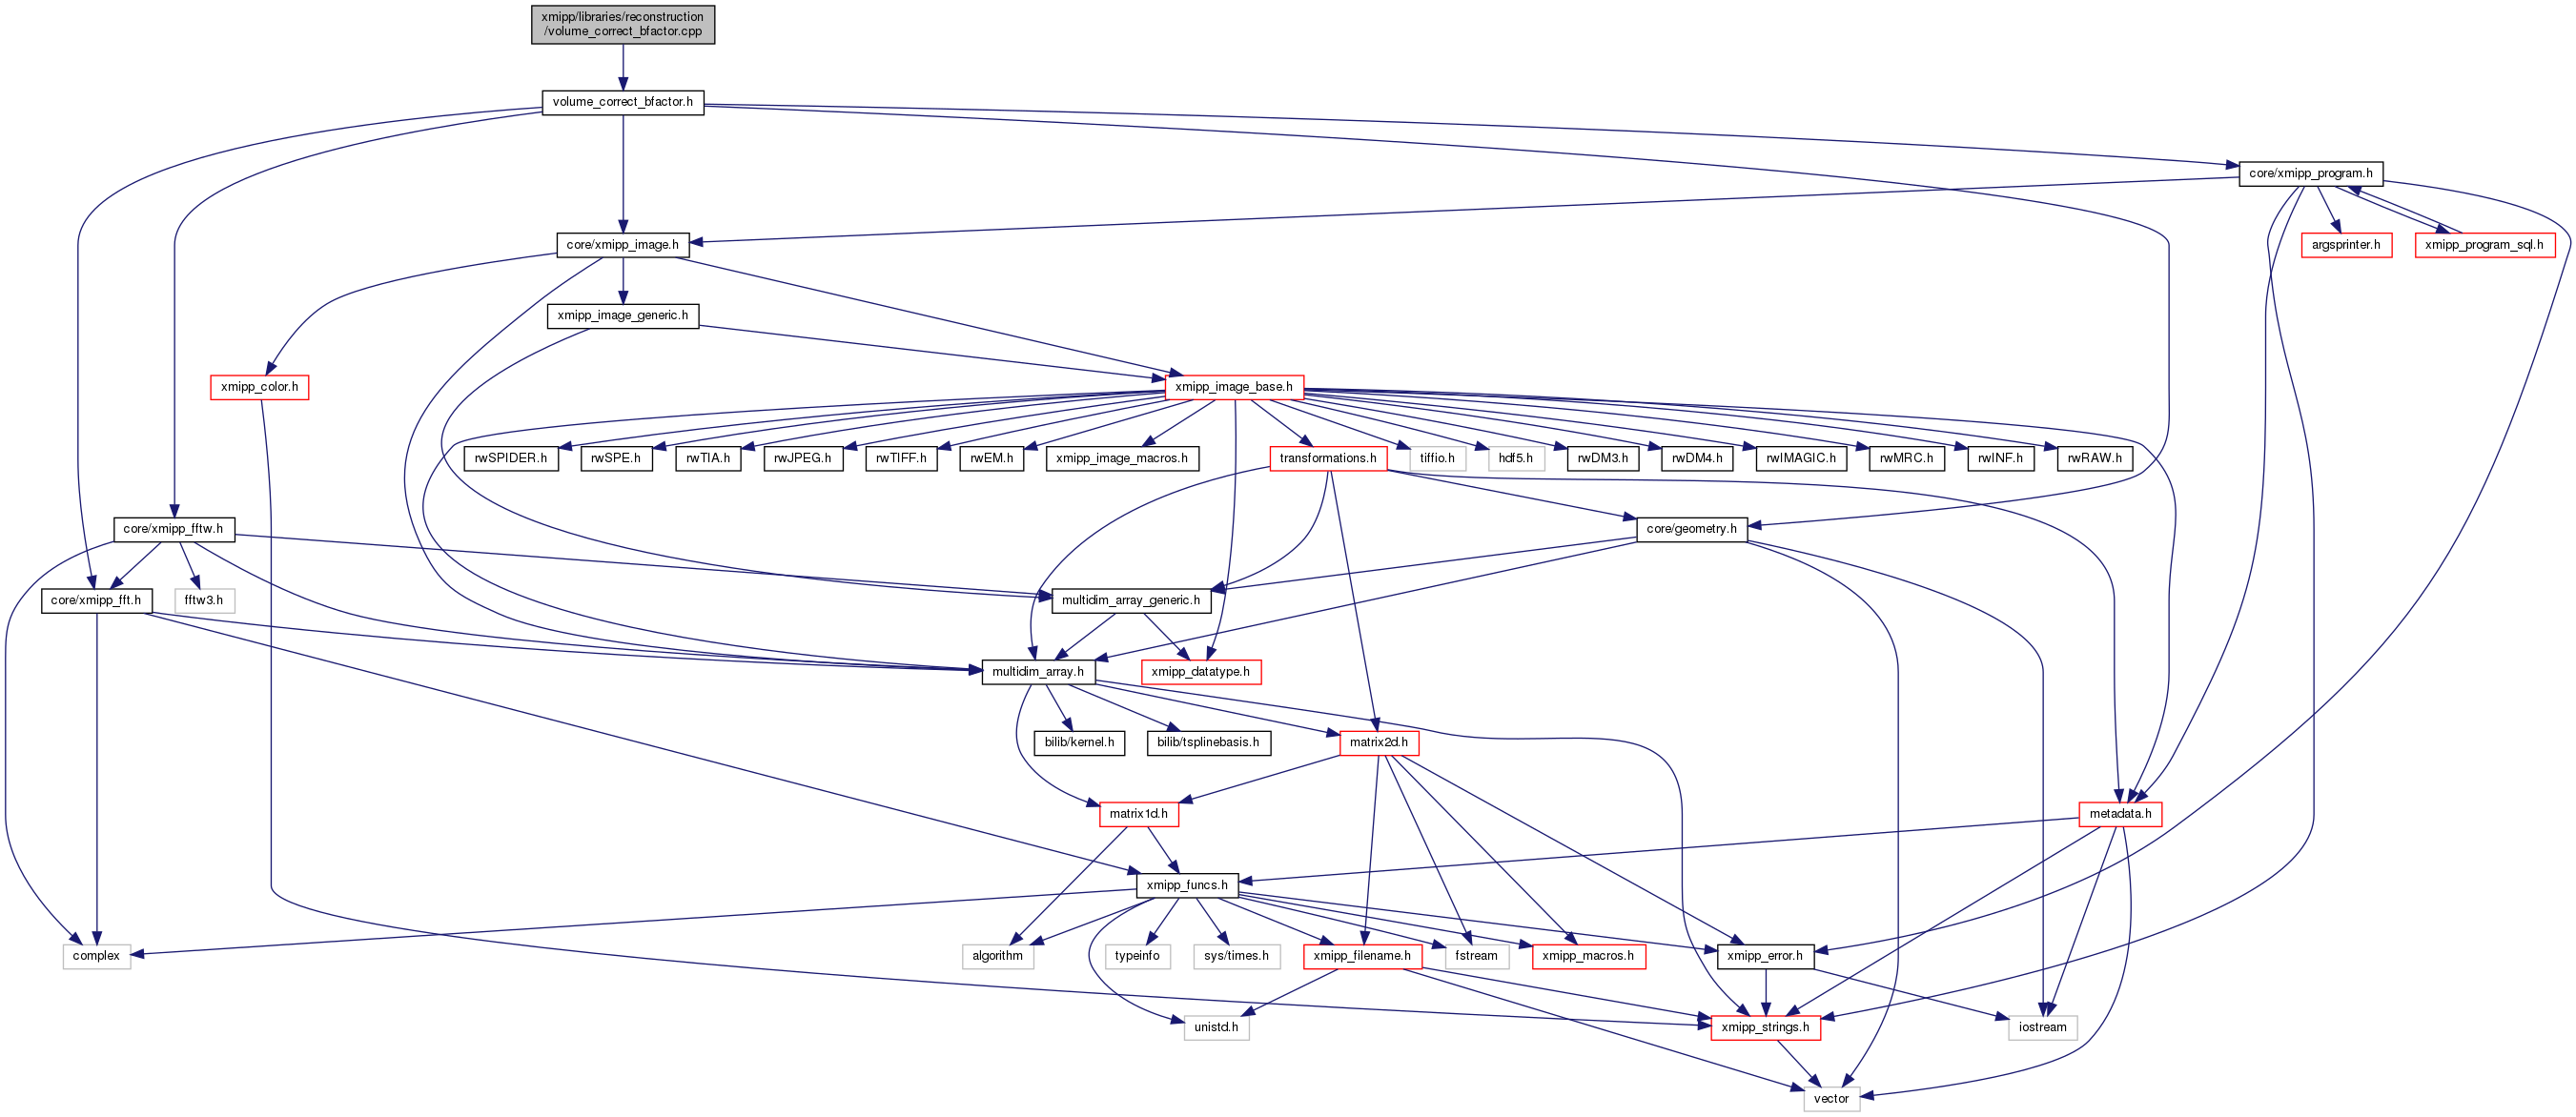 xmipp/libraries/reconstruction
/volume_correct_bfactor.cpp
volume_correct_bfactor.h
core/xmipp_program.h
core/xmipp_image.h
argsprinter.h
xmipp_program_sql.h
xmipp_image_generic.h
xmipp_color.h
xmipp_image_base.h
rwSPIDER.h
rwSPE.h
rwTIA.h
rwJPEG.h
rwTIFF.h
rwEM.h
xmipp_image_macros.h
transformations.h
tiffio.h
hdf5.h
rwDM3.h
rwDM4.h
rwIMAGIC.h
rwMRC.h
rwINF.h
rwRAW.h
core/xmipp_fftw.h
core/geometry.h
core/xmipp_fft.h
fftw3.h
multidim_array_generic.h
multidim_array.h
xmipp_datatype.h
bilib/kernel.h
bilib/tsplinebasis.h
matrix2d.h
matrix1d.h
metadata.h
xmipp_funcs.h
complex
algorithm
typeinfo
sys/times.h
xmipp_filename.h
fstream
xmipp_macros.h
xmipp_error.h
unistd.h
xmipp_strings.h
iostream
vector